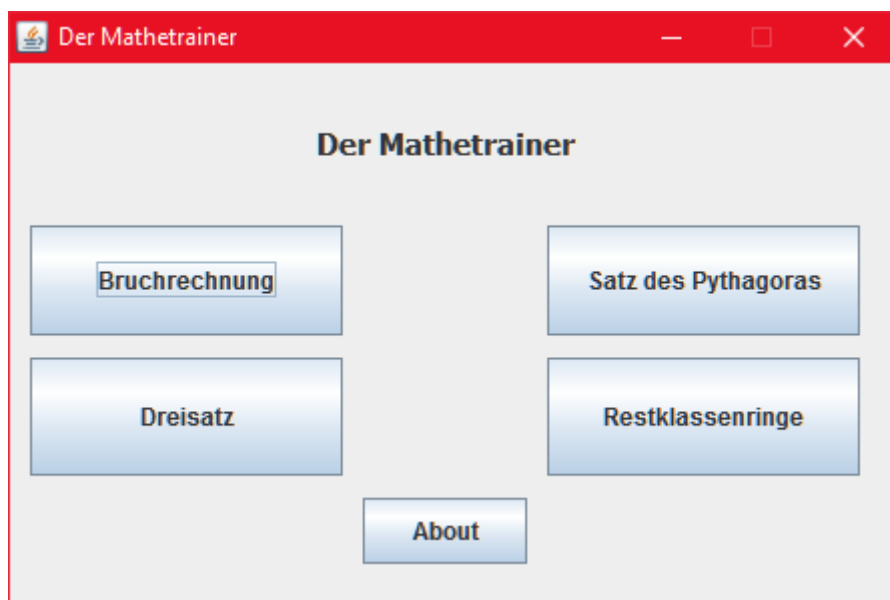 Der Mathetrainer
Der Mathetrainer
Bruchrechnung
Satz des Pythagoras
Dreisatz
Restklassenringe
About